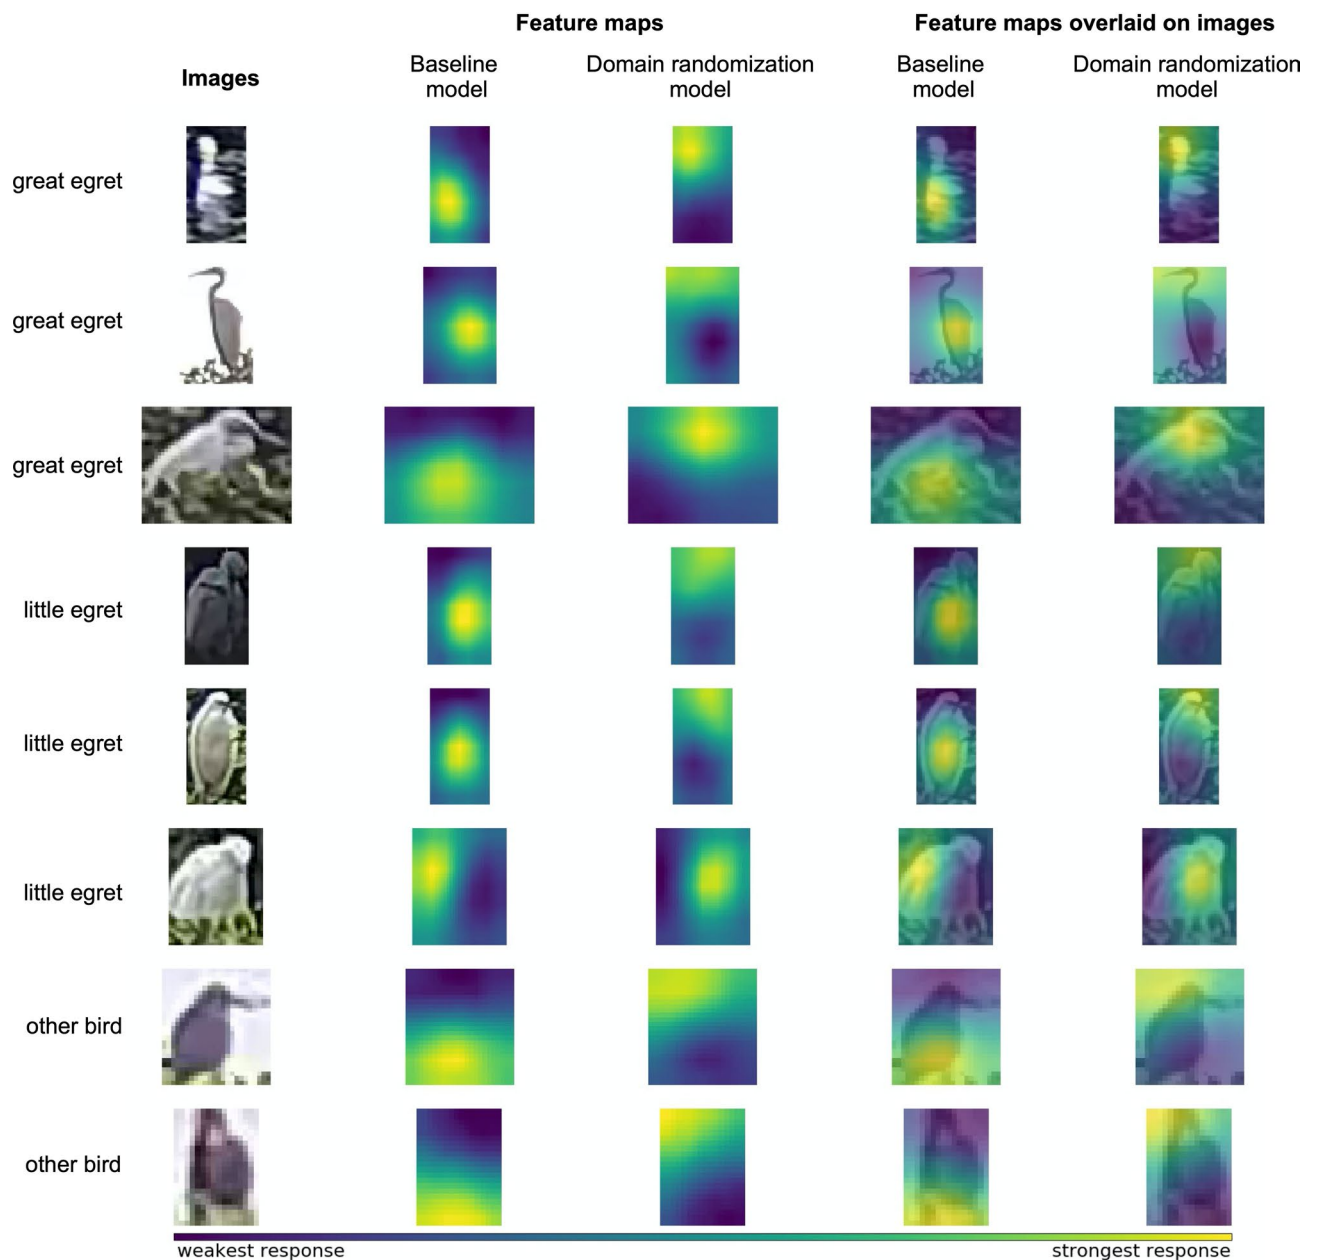 Feature maps
Feature maps overlaid on images
Images
Baseline
model
Domain randomization
model
Baseline
model
Domain randomization
model
great egret
great egret
great egret
little egret
little egret
little egret
other bird
other bird
weakest response
strongest response